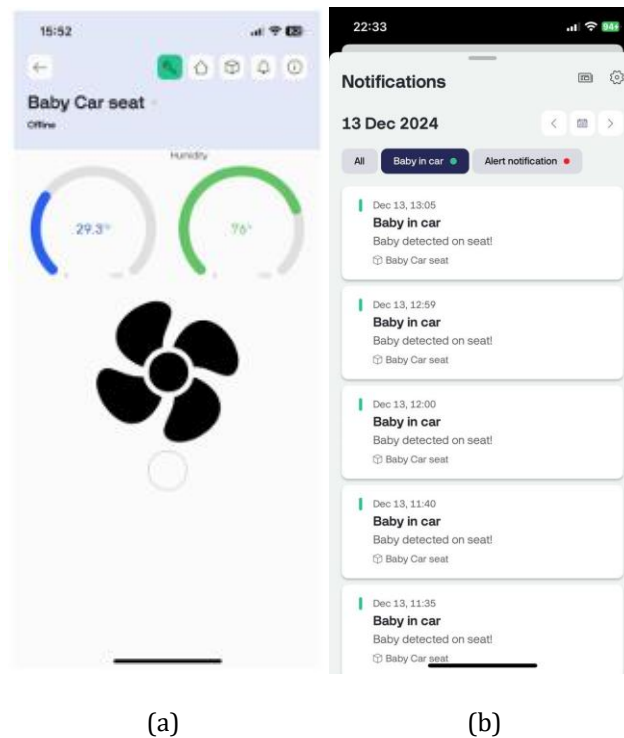 15:52
Baby Car seat
Offline
Humidity
29.3°
76%
(a)
22:33
94+
Notifications
13 Dec 2024
All
Baby in car
Alert notification
Dec 13, 13:05
Baby in car
Baby detected on seat!
Baby Car seat
Dec 13, 12:59
Baby in car
Baby detected on seat!
Baby Car seat
Dec 13, 12:00
Baby in car
Baby detected on seat!
Baby Car seat
Dec 13, 11:40
Baby in car
Baby detected on seat!
Baby Car seat
Dec 13, 11:35
Baby in car
Baby detected on seat!
Baby Car seat
(b)